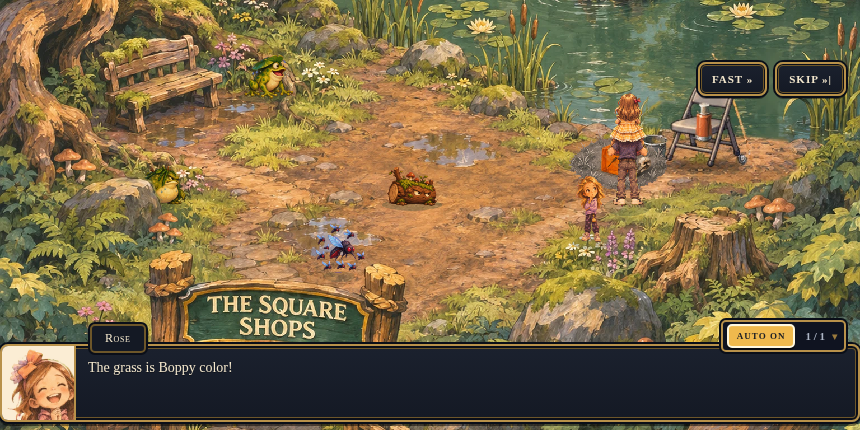 FAST »
SKIP »|
THE SQUARE
SHOPS
Rose
AUTO ON
1 / 1 ▼
The grass is Boppy color!